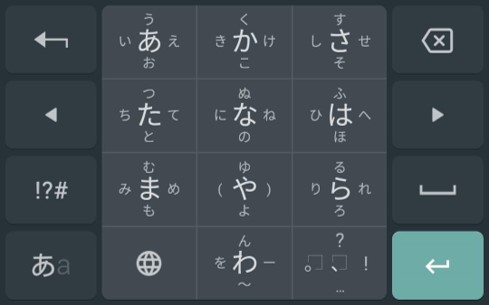 う く す
い あ え き か け し さ せ
お こ そ
つ ぬ ふ
ち た て に な ね ひ は へ
と の ほ
む ゆ る
!?# み ま め ( や ) り ら れ
も よ ろ
ん ?
あa を わ ー 。 、 !
〜 …